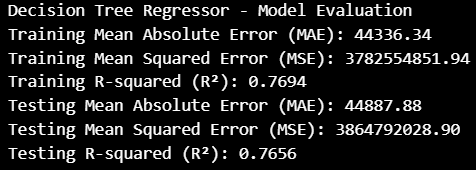 Decision Tree Regressor - Model Evaluation
Training Mean Absolute Error (MAE): 44336.34
Training Mean Squared Error (MSE): 3782554851.94
Training R-squared (R²): 0.7694
Testing Mean Absolute Error (MAE): 44887.88
Testing Mean Squared Error (MSE): 3864792028.90
Testing R-squared (R²): 0.7656